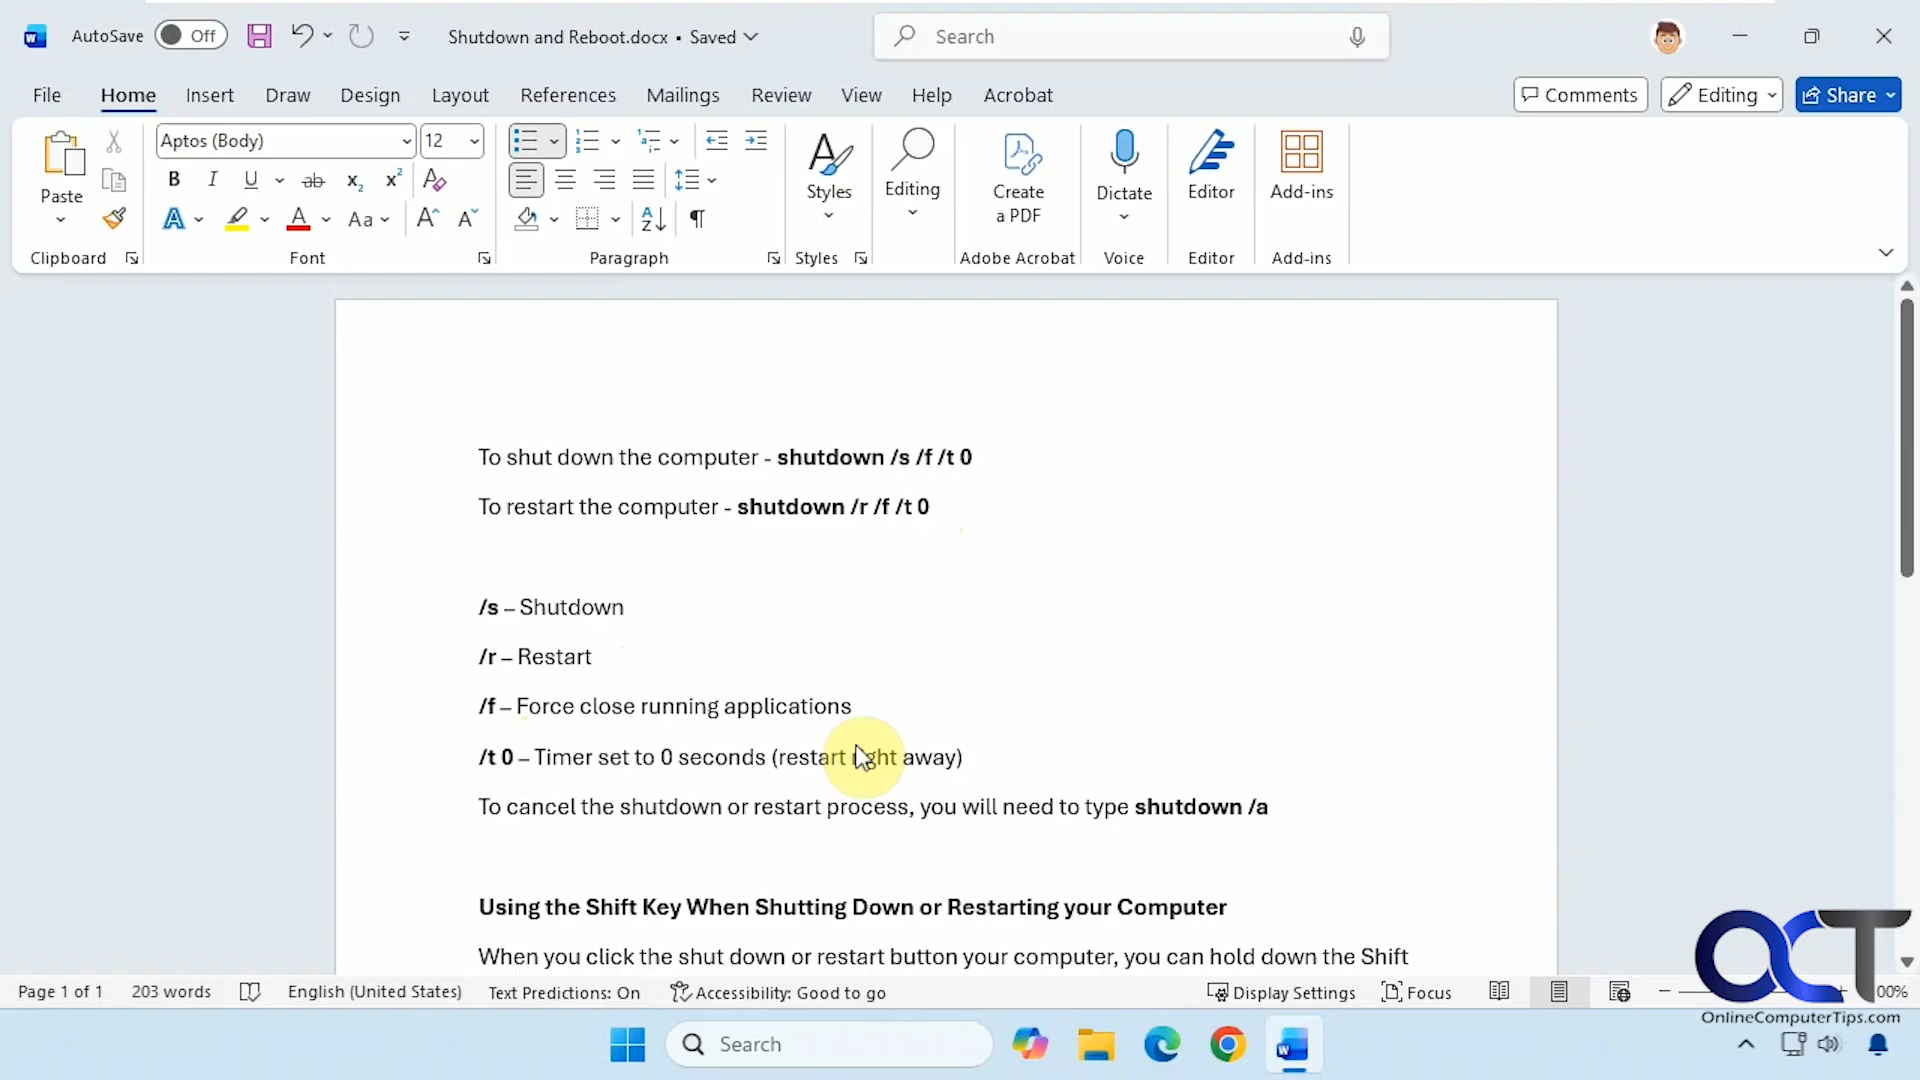 AutoSave Off Shutdown and Reboot.docx • Saved Search
File Home Insert Draw Design Layout References Mailings Review View Help Acrobat Comments Editing Share
Paste Aptos (Body) 12 Styles Editing Create a PDF Dictate Editor Add-ins
Clipboard Font Paragraph Styles Adobe Acrobat Voice Editor Add-ins
To shut down the computer - shutdown /s /f /t 0
To restart the computer - shutdown /r /f /t 0
/s – Shutdown
/r – Restart
/f – Force close running applications
/t 0 – Timer set to 0 seconds (restart right away)
To cancel the shutdown or restart process, you will need to type shutdown /a
Using the Shift Key When Shutting Down or Restarting your Computer
When you click the shut down or restart button your computer, you can hold down the Shift
Page 1 of 1 203 words English (United States) Text Predictions: On Accessibility: Good to go Display Settings Focus 00%
OCT
OnlineComputerTips.com
Search